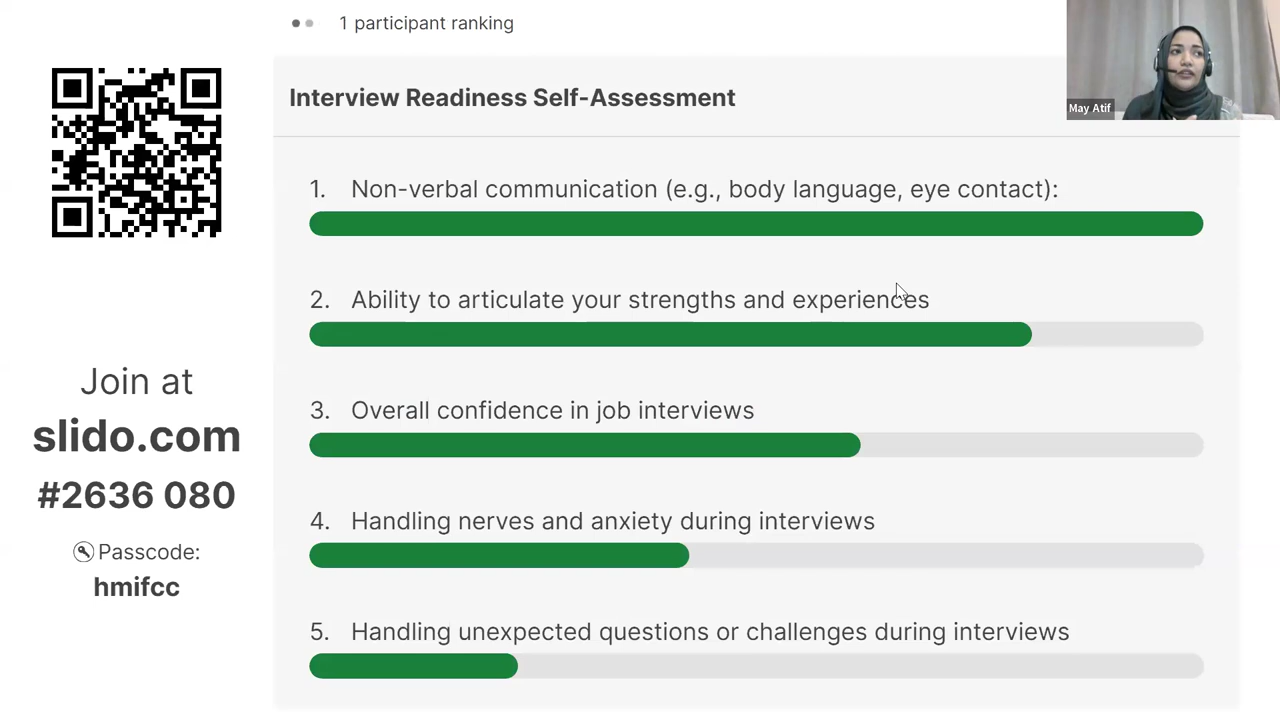 1 participant ranking
May Atif
Interview Readiness Self-Assessment
1. Non-verbal communication (e.g., body language, eye contact):
2. Ability to articulate your strengths and experiences
3. Overall confidence in job interviews
4. Handling nerves and anxiety during interviews
5. Handling unexpected questions or challenges during interviews
Join at
slido.com
#2636 080
Passcode:
hmifcc